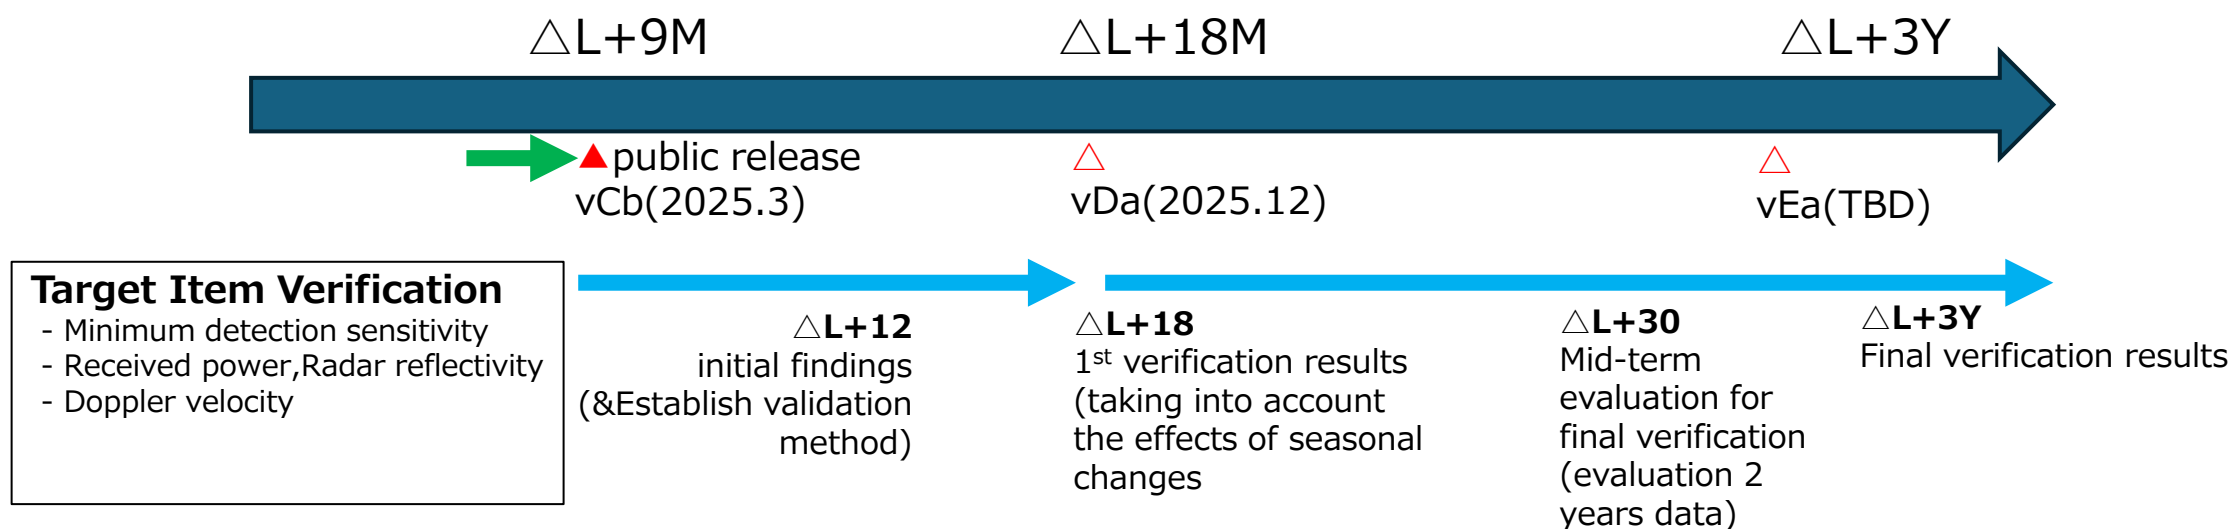 △L+9M
△L+18M
△L+3Y
▲public release
vCb(2025.3)
△
vDa(2025.12)
△
vEa(TBD)
Target Item Verification
- Minimum detection sensitivity
- Received power,Radar reflectivity
- Doppler velocity
△L+12
initial findings
(&Establish validation
method)
△L+18
1st verification results
(taking into account
the effects of seasonal
changes
△L+30
Mid-term
evaluation for
final verification
(evaluation 2
years data)
△L+3Y
Final verification results